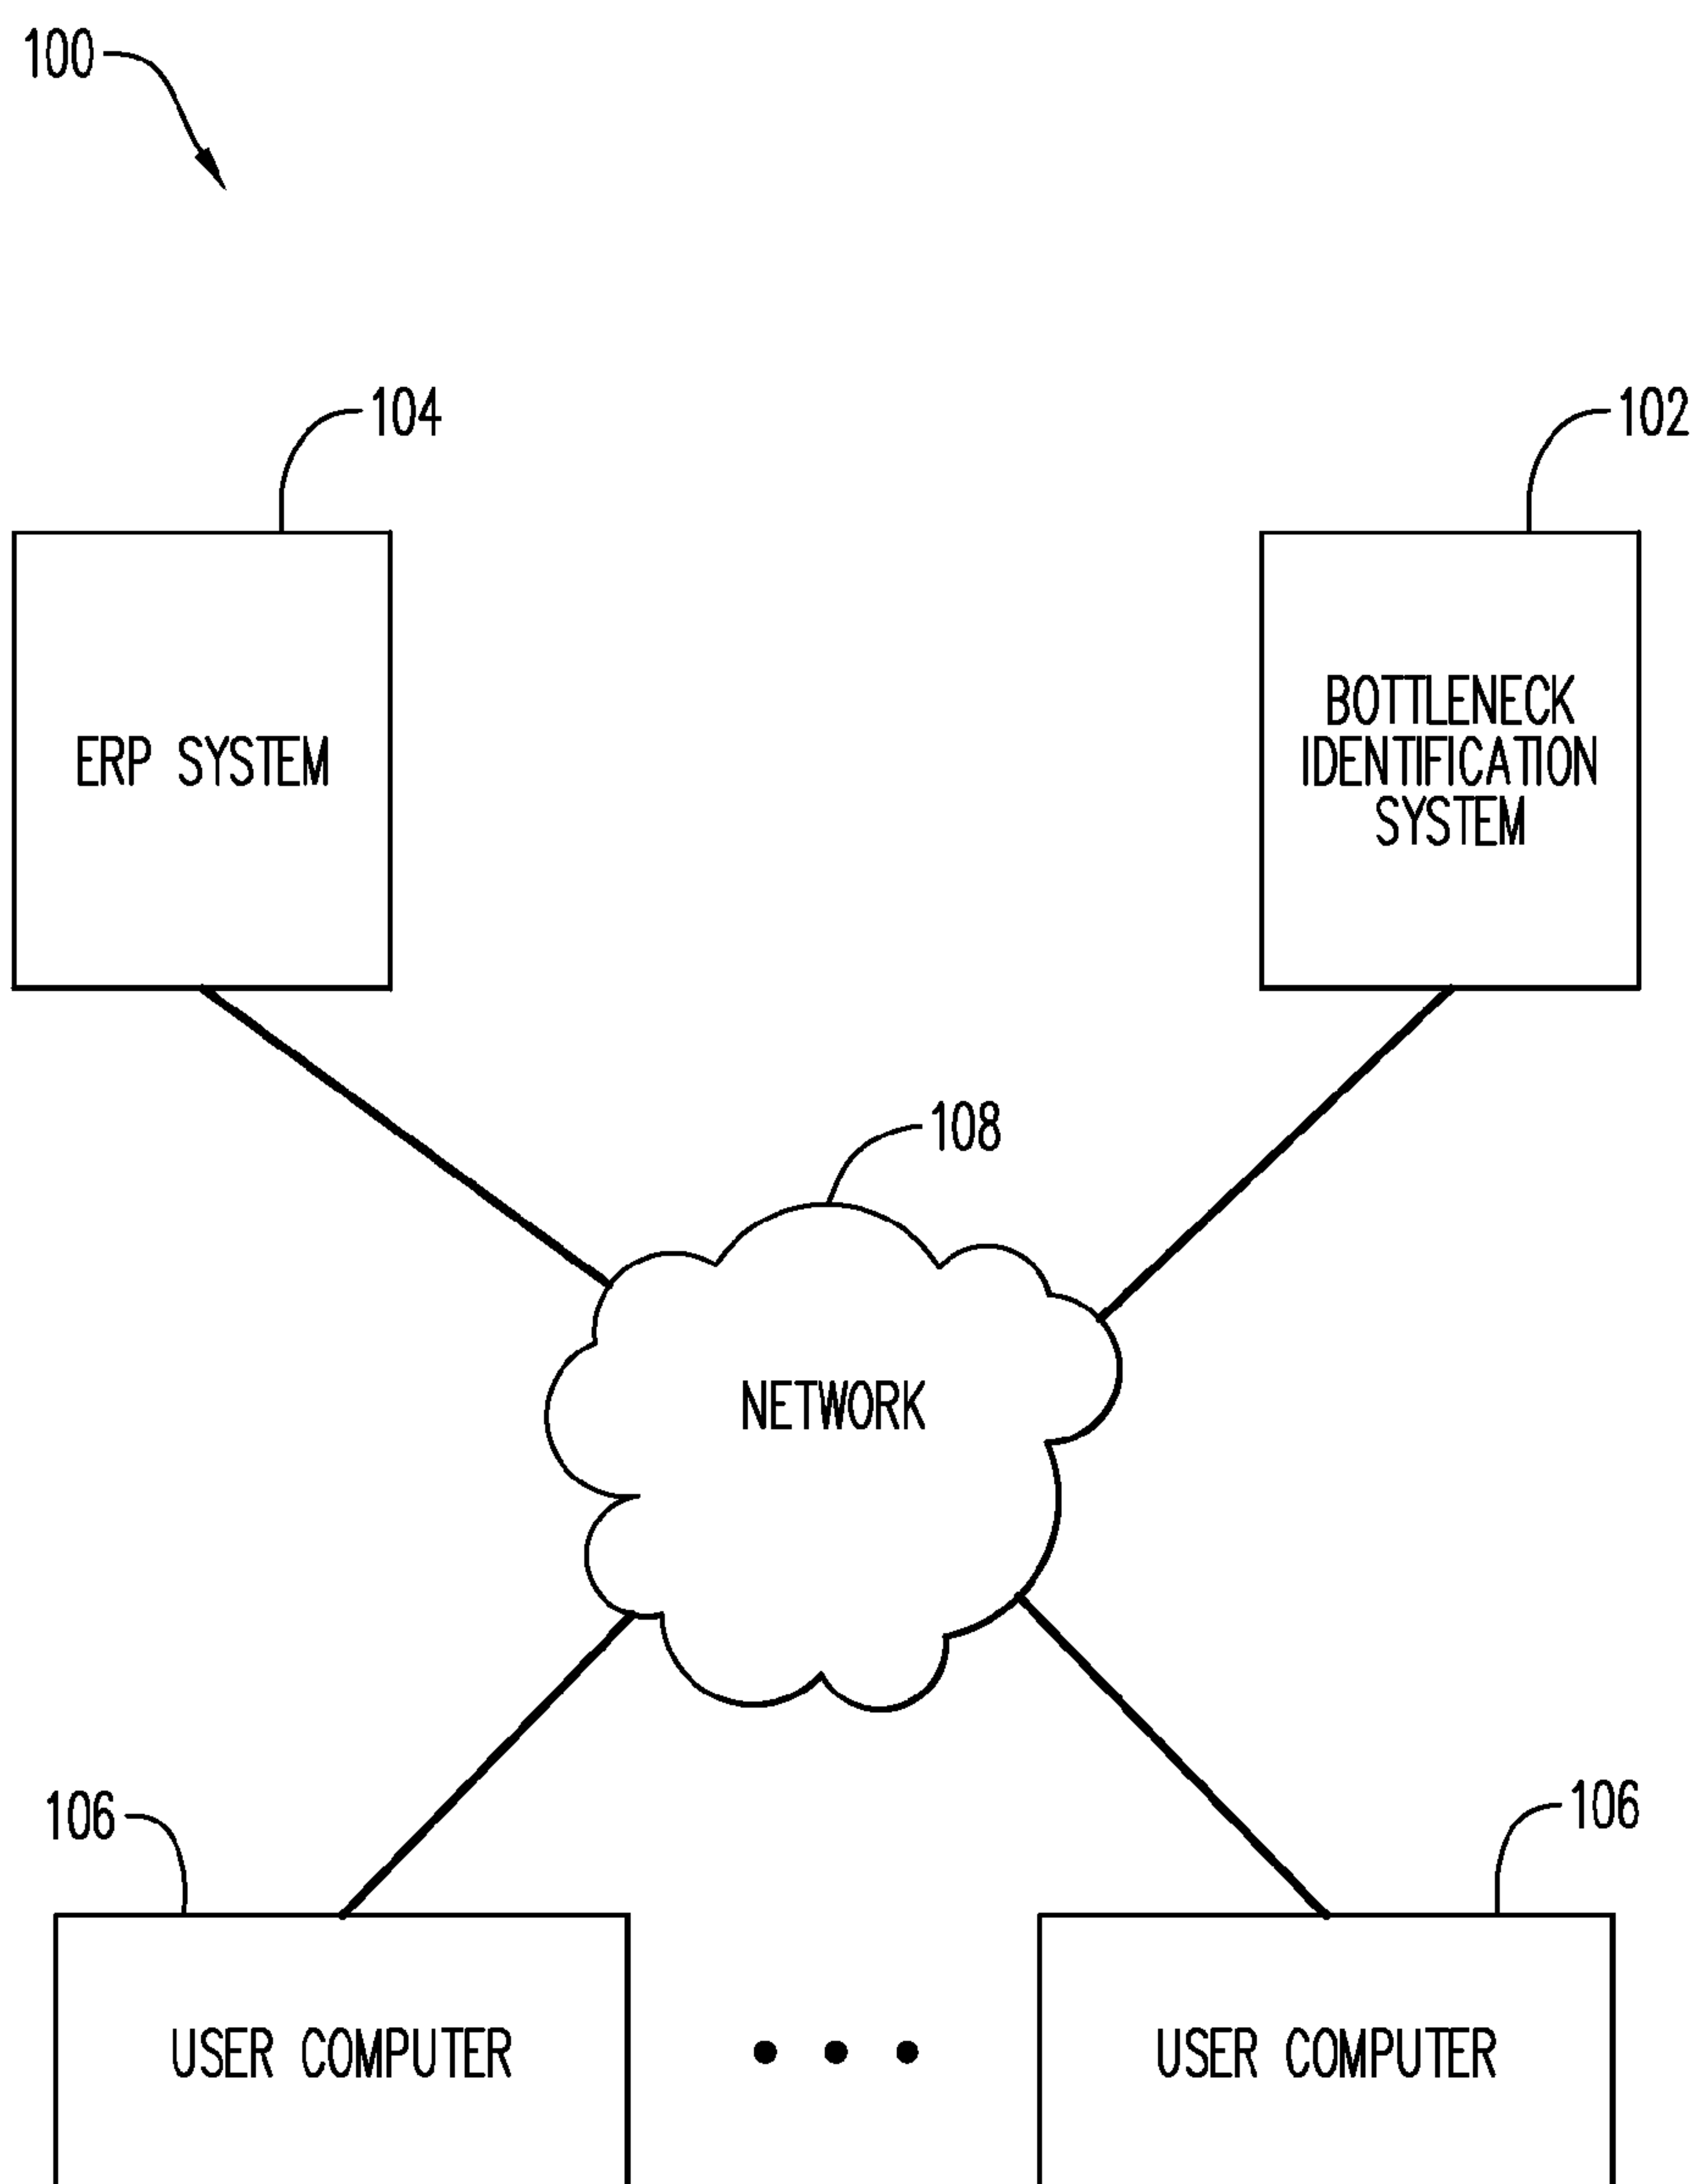 100
104
102
ERP SYSTEM
BOTTLENECK
IDENTIFICATION
SYSTEM
108
NETWORK
106
106
USER COMPUTER
USER COMPUTER